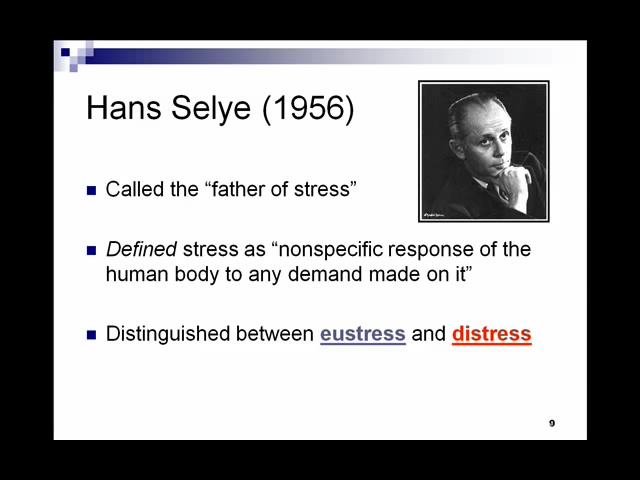 Hans Selye (1956)
Called the “father of stress”
Defined stress as “nonspecific response of the
human body to any demand made on it”
Distinguished between eustress and distress
9